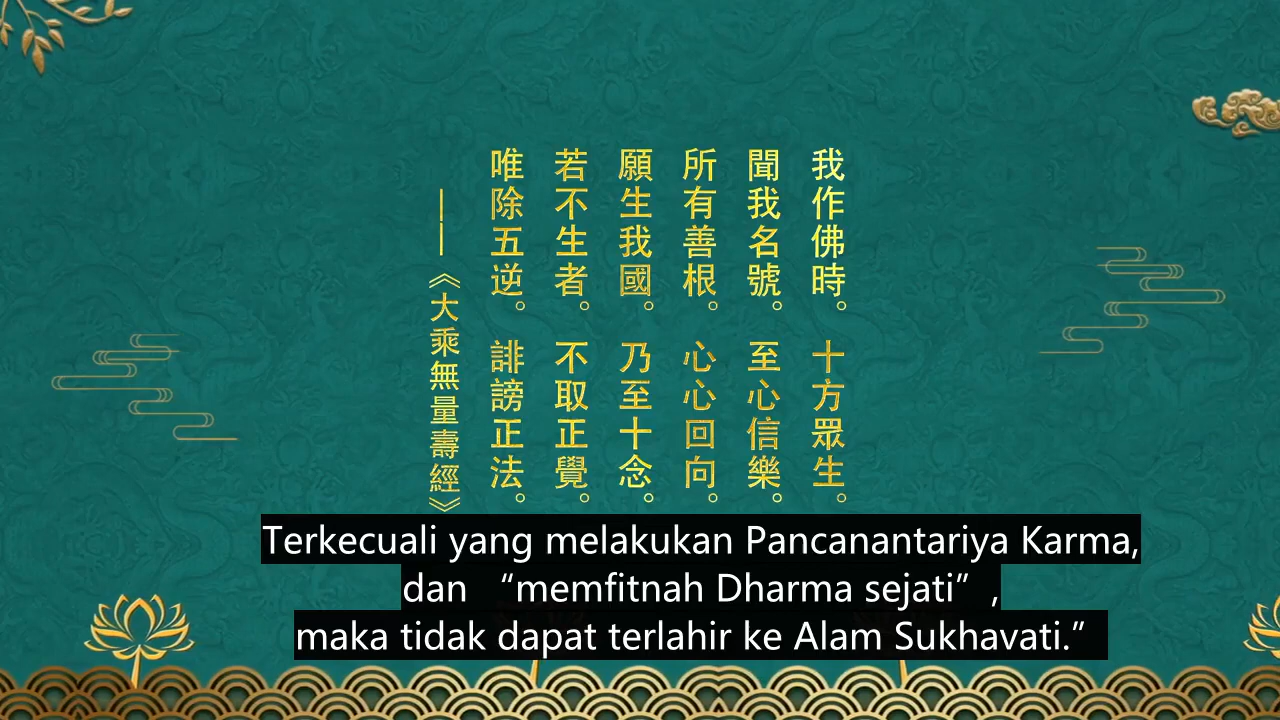 我作佛時。十方眾生。
聞我名號。至心信樂。
所有善根。心心回向。
願生我國。乃至十念。
若不生者。不取正覺。
唯除五逆。誹謗正法。
——《大乘無量壽經》
Terkecuali yang melakukan Pancanantariya Karma,
dan “memfitnah Dharma sejati”,
maka tidak dapat terlahir ke Alam Sukhavati.”